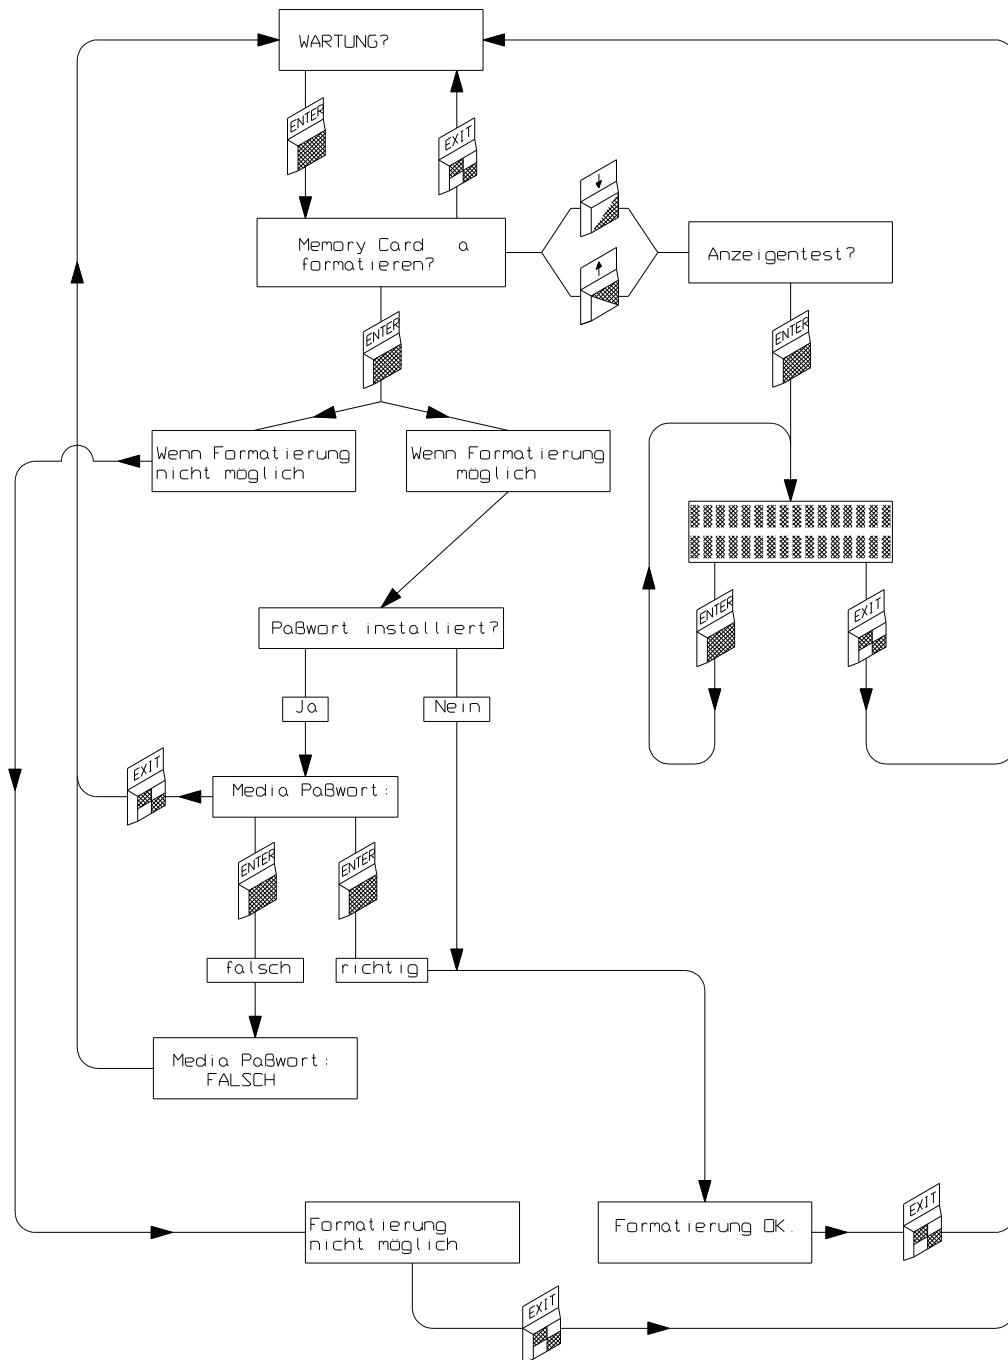 WARTUNG?
ENTER
EXIT
Memory Card a
formatieren?
Anzeigentest?
ENTER
ENTER
Wenn Formatierung
nicht möglich
Wenn Formatierung
möglich
ENTER
EXIT
Paßwort installiert?
Ja
Nein
EXIT
Media Paßwort:
ENTER
ENTER
falsch
richtig
Media Paßwort:
FALSCH
Formatierung
nicht möglich
Formatierung OK.
EXIT
EXIT